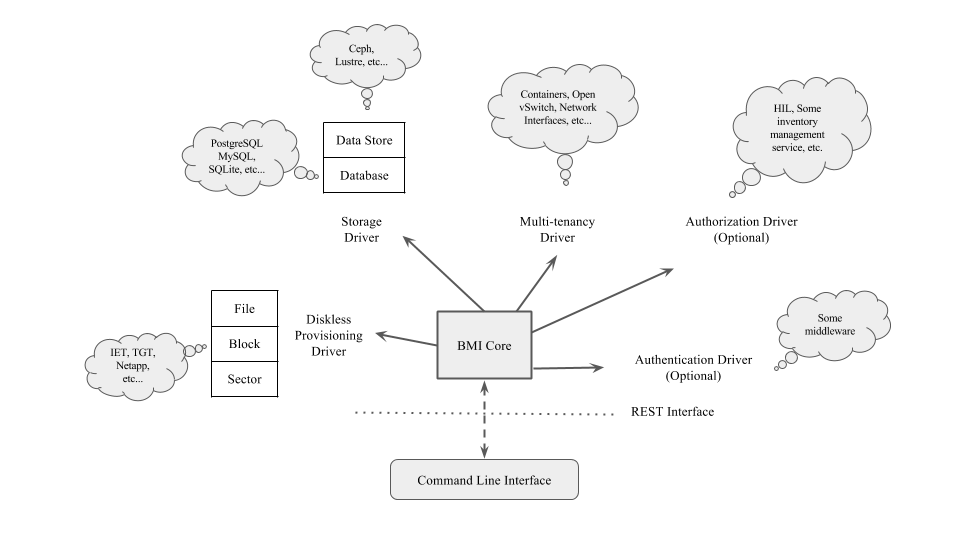 Ceph,
Lustre, etc...
Containers, Open
vSwitch, Network
Interfaces, etc...
HIL, Some
inventory
management
service, etc.
PostgreSQL
MySQL,
SQLite, etc...
Data Store
Database
Storage
Driver
Multi-tenancy
Driver
Authorization Driver
(Optional)
File
Block
Sector
Diskless
Provisioning
Driver
IET, TGT,
Netapp,
etc...
BMI Core
Some
middleware
Authentication Driver
(Optional)
REST Interface
Command Line Interface